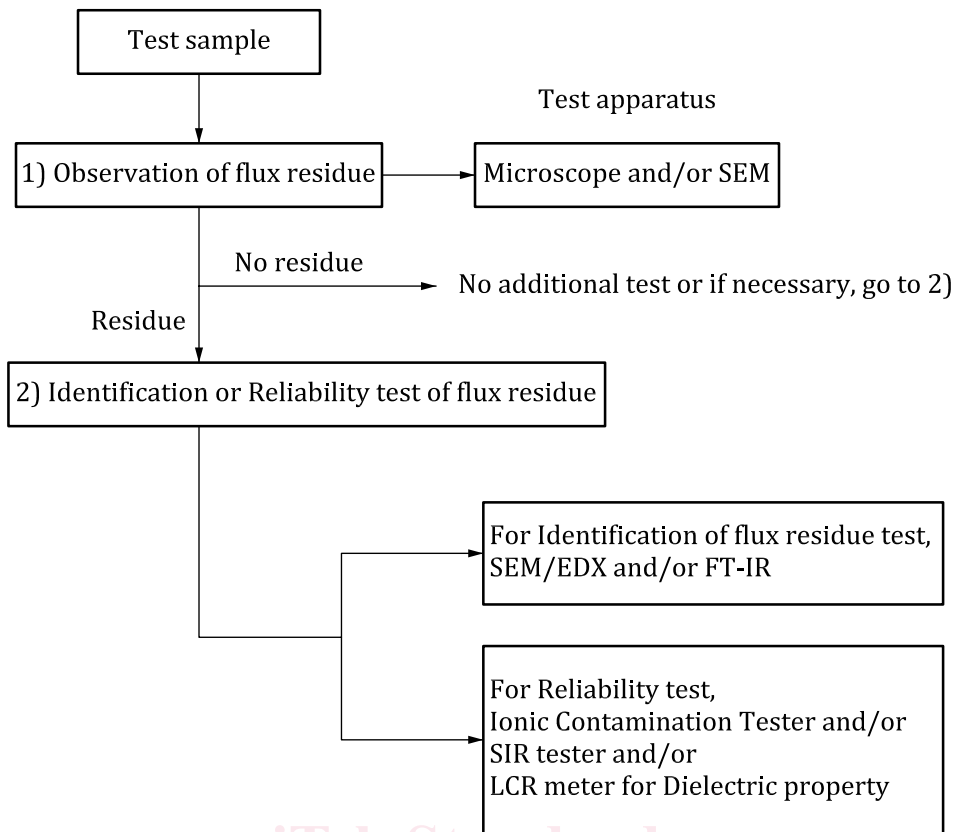 Test sample
Test apparatus
1) Observation of flux residue
Microscope and/or SEM
No residue
No additional test or if necessary, go to 2)
Residue
2) Identification or Reliability test of flux residue
For Identification of flux residue test,
SEM/EDX and/or FT-IR
For Reliability test,
Ionic Contamination Tester and/or
SIR tester and/or
LCR meter for Dielectric property